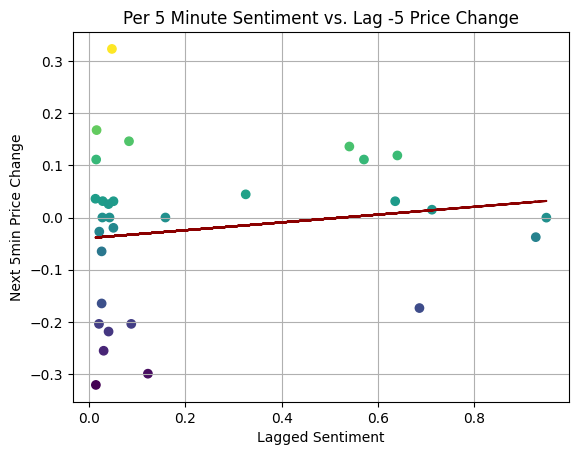 Per 5 Minute Sentiment vs. Lag -5 Price Change
Next 5min Price Change
0.3
0.2
0.1
0.0
−0.1
−0.2
−0.3
0.0 0.2 0.4 0.6 0.8
Lagged Sentiment